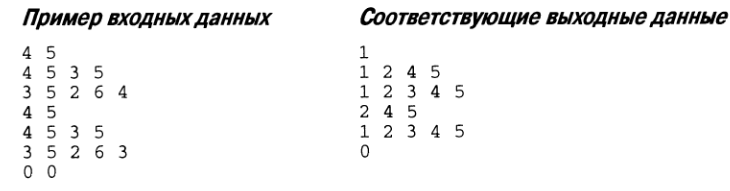 Пример входных данных
4 5
4 5 3 5
3 5 2 6 4
4 5
4 5 3 5
3 5 2 6 3
0 0
Соответствующие выходные данные
1
1 2 4 5
1 2 3 4 5
2 4 5
1 2 3 4 5
0